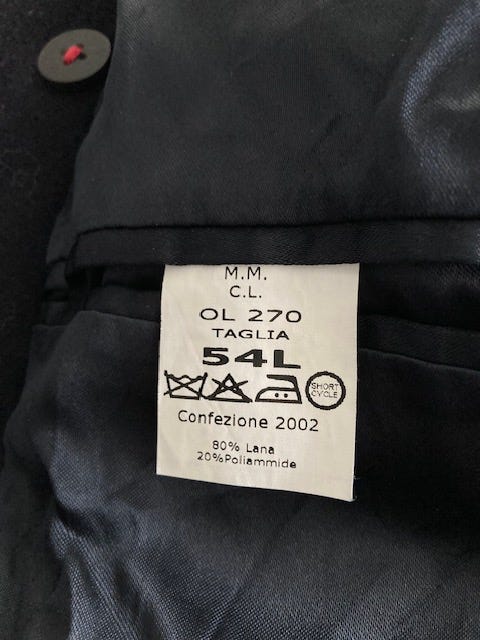 M.M.
C.L.
OL 270
TAGLIA
54L
SHORT
CYCLE
Confezione 2002
80% Lana
20%Poliammide